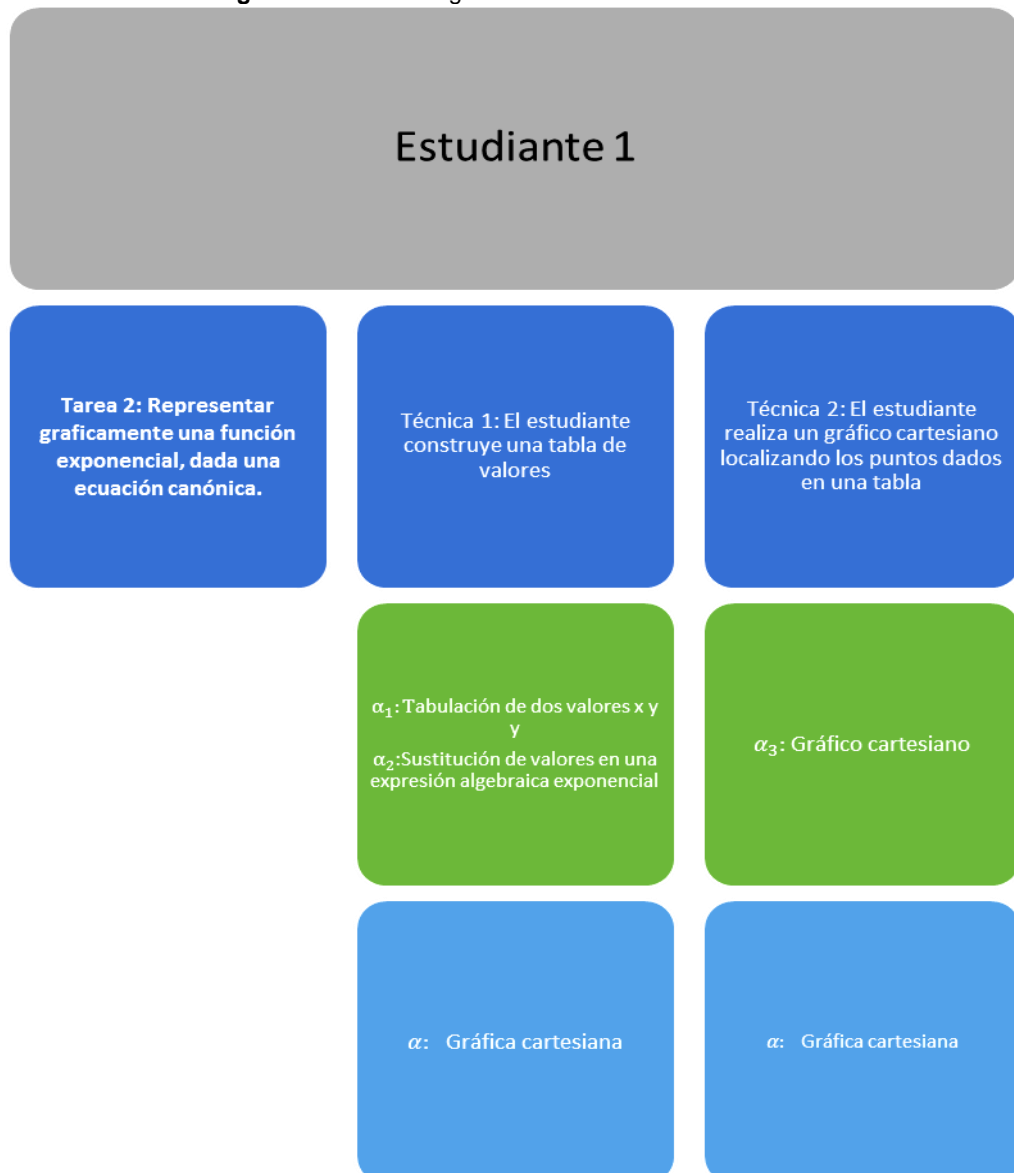 Estudiante 1
Tarea 2: Representar
graficamente una función
exponencial, dada una
ecuación canónica.
Técnica 1: El estudiante
construye una tabla de
valores
Técnica 2: El estudiante
realiza un gráfico cartesiano
localizando los puntos dados
en una tabla
α₁: Tabulación de dos valores x y
y
α₂:Sustitución de valores en una
expresión algebraica exponencial
α₃: Gráfico cartesiano
α: Gráfica cartesiana
α: Gráfica cartesiana